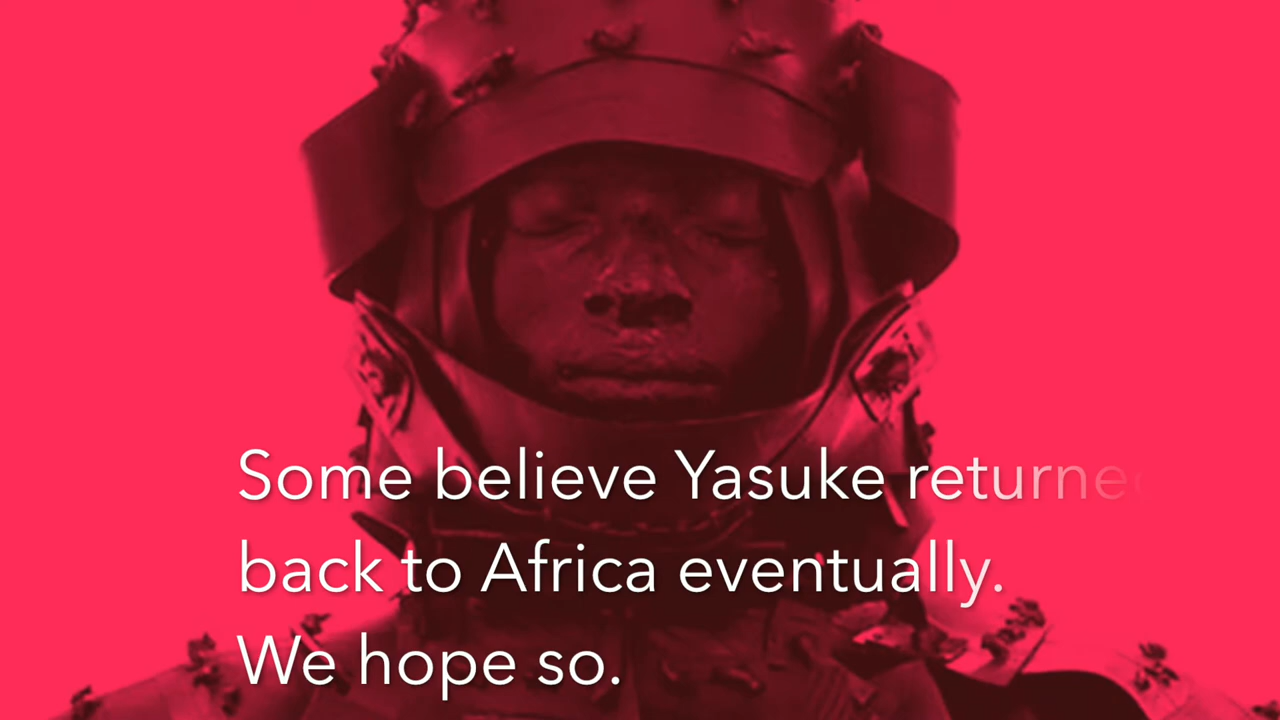 Some believe Yasuke returned
back to Africa eventually.
We hope so.